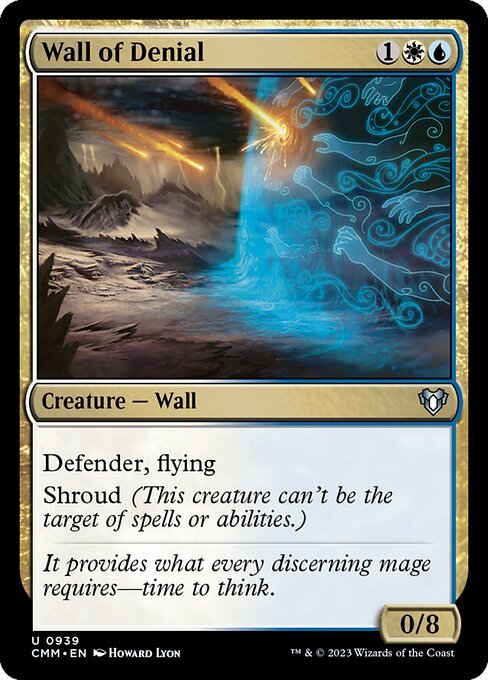 Wall of Denial 1
Creature — Wall
Defender, flying
Shroud (This creature can't be the
target of spells or abilities.)
It provides what every discerning mage
requires—time to think.
0/8
U 0939
CMM • EN Howard Lyon
™ & © 2023 Wizards of the Coast